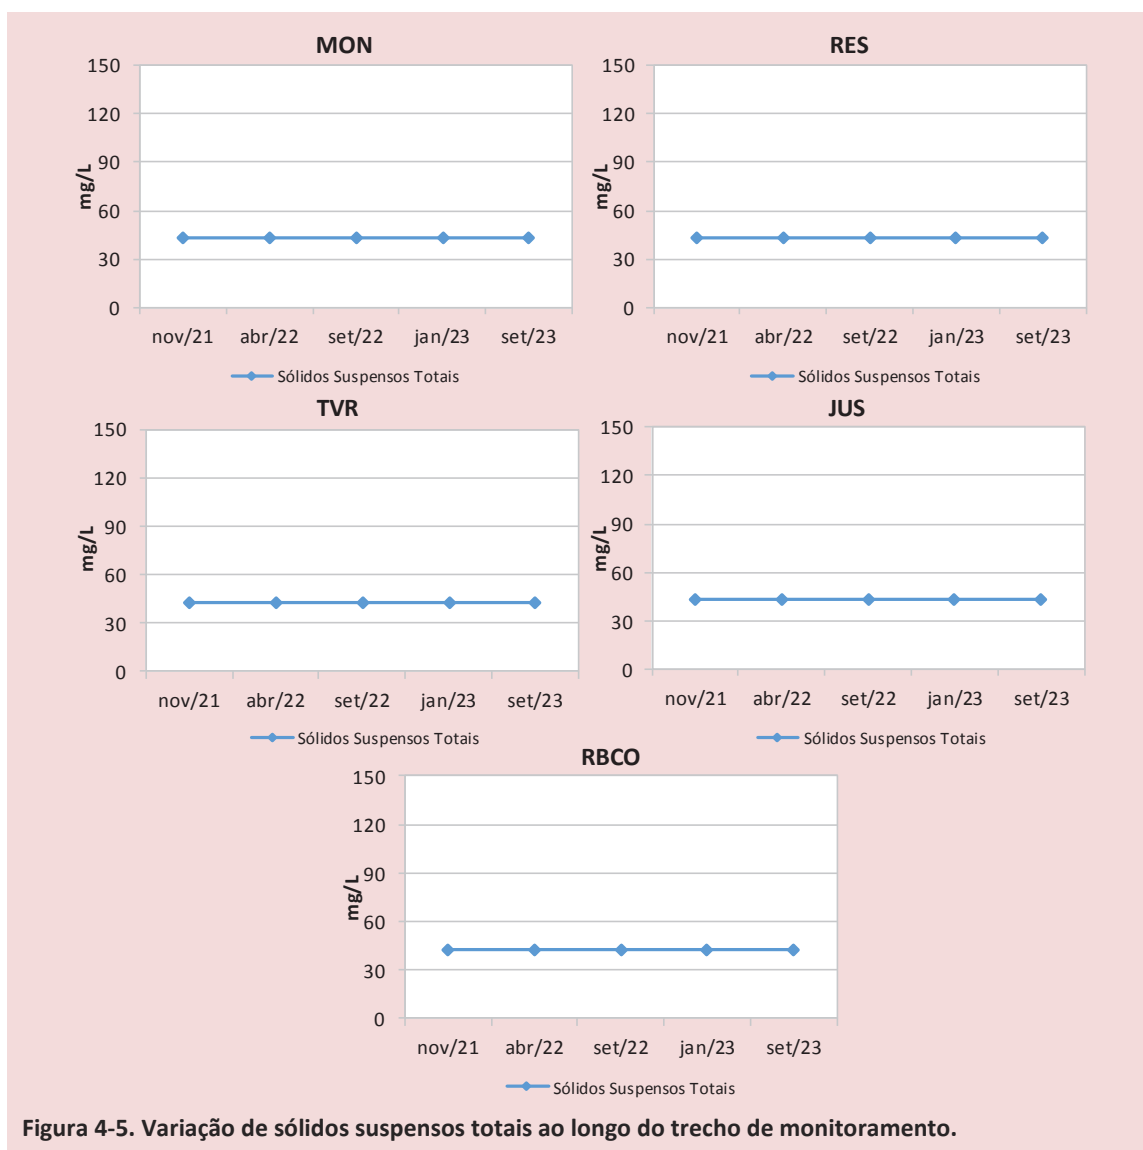 MON
150
120
90
60
30
0
mg/L
nov/21 abr/22 set/22 jan/23 set/23
Sólidos Suspensos Totais
RES
150
120
90
60
30
0
mg/L
nov/21 abr/22 set/22 jan/23 set/23
Sólidos Suspensos Totais
TVR
150
120
90
60
30
0
mg/L
nov/21 abr/22 set/22 jan/23 set/23
Sólidos Suspensos Totais
JUS
150
120
90
60
30
0
mg/L
nov/21 abr/22 set/22 jan/23 set/23
Sólidos Suspensos Totais
RBCO
150
120
90
60
30
0
mg/L
nov/21 abr/22 set/22 jan/23 set/23
Sólidos Suspensos Totais
Figura 4-5. Variação de sólidos suspensos totais ao longo do trecho de monitoramento.